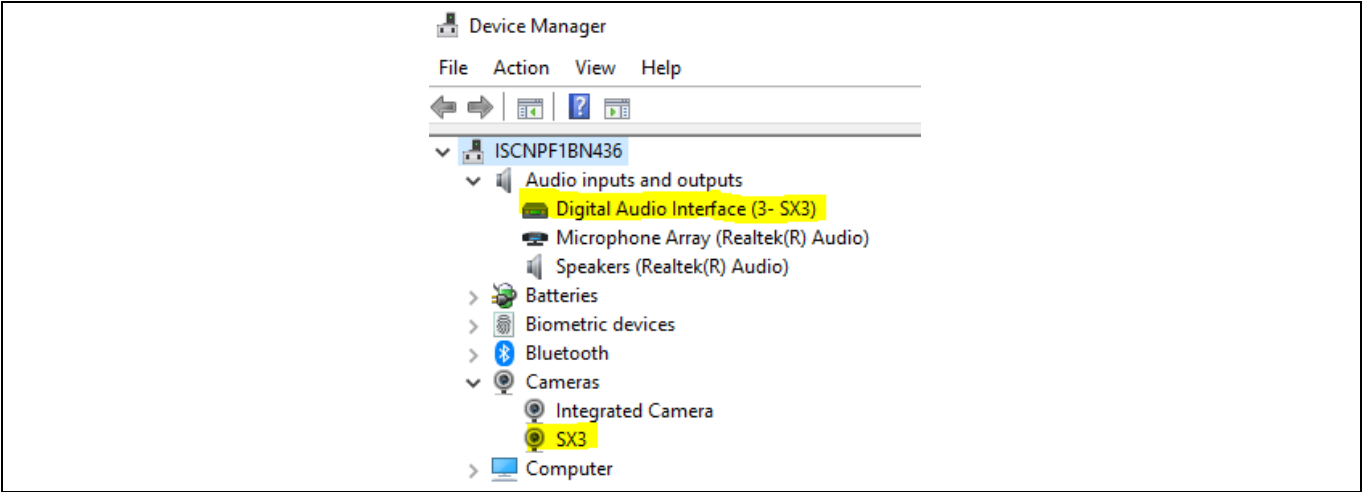 Device Manager
File Action View Help
?
ISCNPF1BN436
Audio inputs and outputs
Digital Audio Interface (3- SX3)
Microphone Array (Realtek(R) Audio)
Speakers (Realtek(R) Audio)
Batteries
Biometric devices
Bluetooth
Cameras
Integrated Camera
SX3
Computer